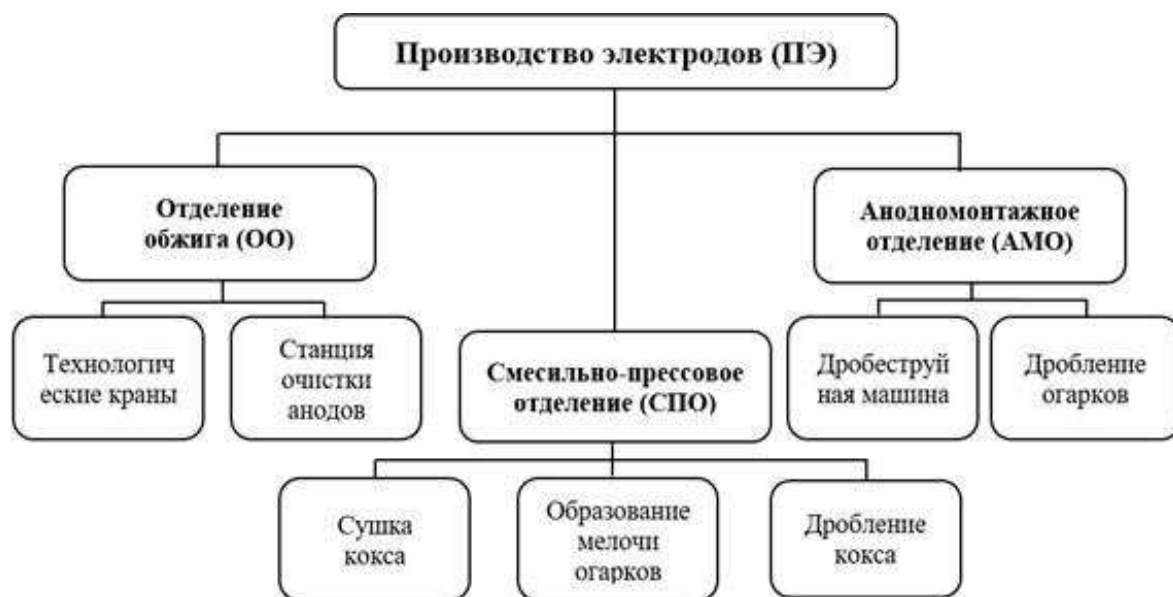 Производство электродов (ПЭ)
Отделение
обжига (ОО)
Анодномонтажное
отделение (АМО)
Технологич
еские краны
Станция
очистки
анодов
Смесильно-прессовое
отделение (СПО)
Дробеструй
ная машина
Дробление
огарков
Сушка
кокса
Образование
мелочи
огарков
Дробление
кокса